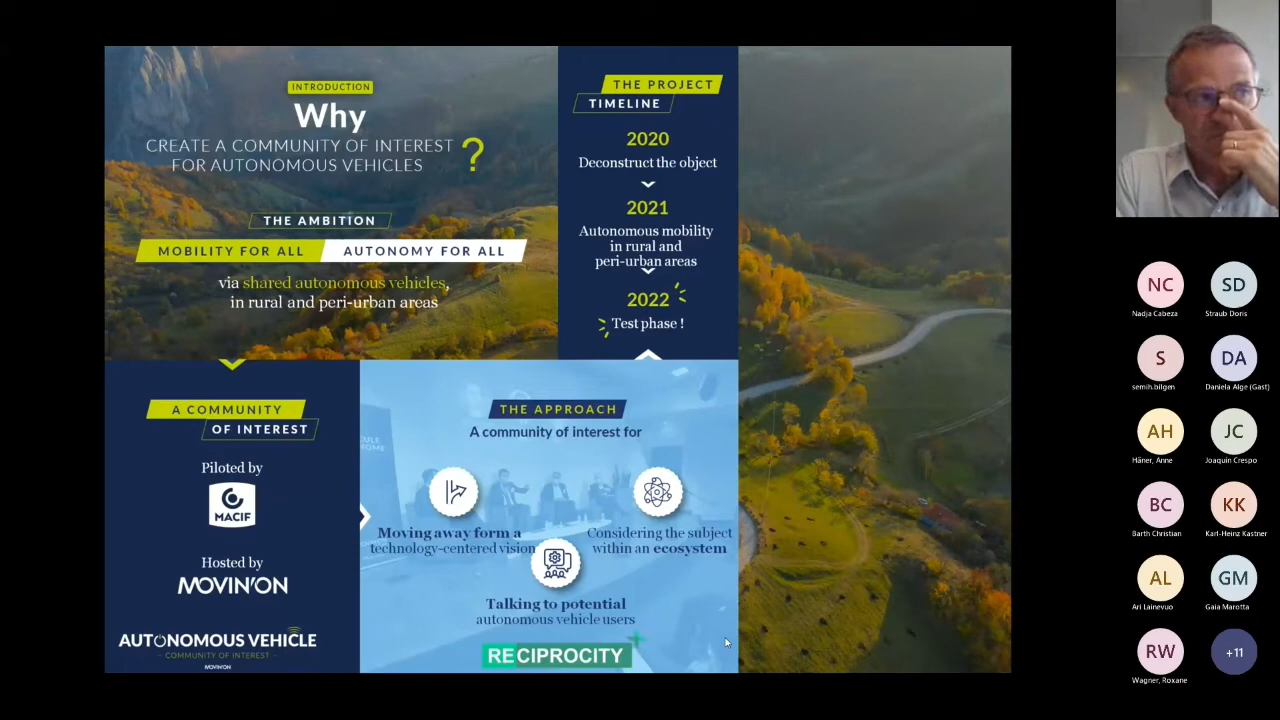 INTRODUCTION
Why
CREATE A COMMUNITY OF INTEREST
FOR AUTONOMOUS VEHICLES ?
THE AMBITION
MOBILITY FOR ALL AUTONOMY FOR ALL
via shared autonomous vehicles,
in rural and peri-urban areas
THE PROJECT
TIMELINE
2020
Deconstruct the object
2021
Autonomous mobility
in rural and
peri-urban areas
2022
Test phase !
A COMMUNITY
OF INTEREST
Piloted by
MACIF
Hosted by
MOVIN'ON
AUTONOMOUS VEHICLE
- COMMUNITY OF INTEREST -
MOVIN'ON
THE APPROACH
A community of interest for
Moving away form a
technology-centered vision
Considering the subject
within an ecosystem
Talking to potential
autonomous vehicle users
RECIPROCITY
NC
Nadja Cabeza
SD
Straub Doris
S
semih.bilgen
DA
Daniela Alge (Gast)
AH
Häner, Anne
JC
Joaquin Crespo
BC
Barth Christian
KK
Karl-Heinz Kastner
AL
Ari Lainevuo
GM
Gaia Marotta
RW
Wagner, Roxane
+11